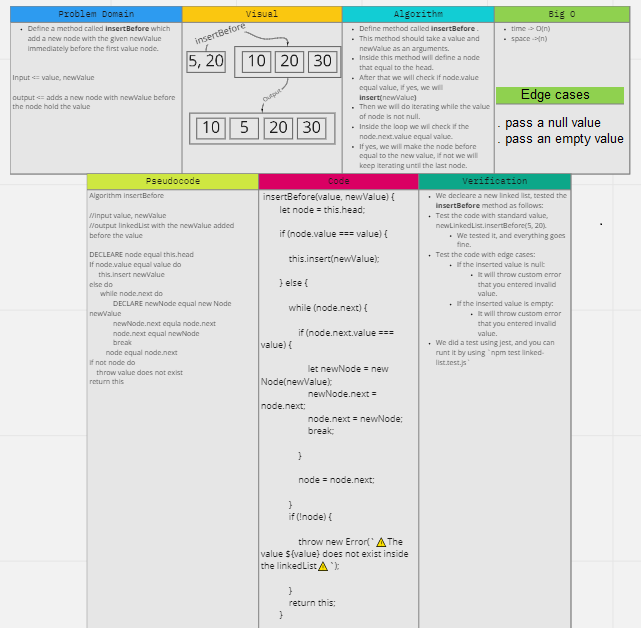 Problem Domain
Define a method called insertBefore which
add a new node with the given newValue
immediately before the first value node.
Input <= value, newValue
output <= adds a new node with newValue before
the node hold the value
Visual
insertBefore
5, 20
10 20 30
Output
10 5 20 30
Algorithm
Define method called insertBefore .
This method should take a value and
newValue as an arguments.
Inside this method will define a node
that equal to the head.
After that we will check if node.value
equal value, if yes, we will
insert(newValue)
Then we will do iterating while the value
of node is not null.
Inside the loop we wil check if the
node.next.value equal value.
If yes, wi will make the node before
equal to the new value, if not we will
keep iterating until the last node.
Big O
time -> O(n)
space ->(n)
Edge cases
. pass a null value
. pass an empty value
Pseudocode
Algorithm insertBefore
//input value, newValue
//output linkedList with the newValue added
before the value
DECLEARE node equal this.head
If node.value equal value do
this.insert newValue
else do
while node.next do
DECLARE newNode equal new Node
newValue
newNode.next equla node.next
node.next equal newNode
break
node equal node.next
if not node do
throw value does not exist
return this
Code
insertBefore(value, newValue) {
let node = this.head;
if (node.value === value) {
this.insert(newValue);
} else {
while (node.next) {
if (node.next.value ===
value) {
let newNode = new
Node(newValue);
newNode.next =
node.next;
node.next = newNode;
break;
}
node = node.next;
}
if (!node) {
throw new Error(`⚠The
value ${value} does not exist inside
the linkedList⚠`);
}
return this;
}
Verification
We decleare a new linked list, tested the
insertBefore method as follows:
Test the code with standard value,
newLinkedList.insertBefore(5, 20).
We tested it, and everything goes
fine.
Test the code with edge cases:
If the inserted value is null:
It will throw custom error
that you entered invalid
value.
If the inserted value is empty:
It will throw custom error
that you entered invalid
value.
We did a test using jest, and you can
runt it by using `npm test linked-
list.test.js`